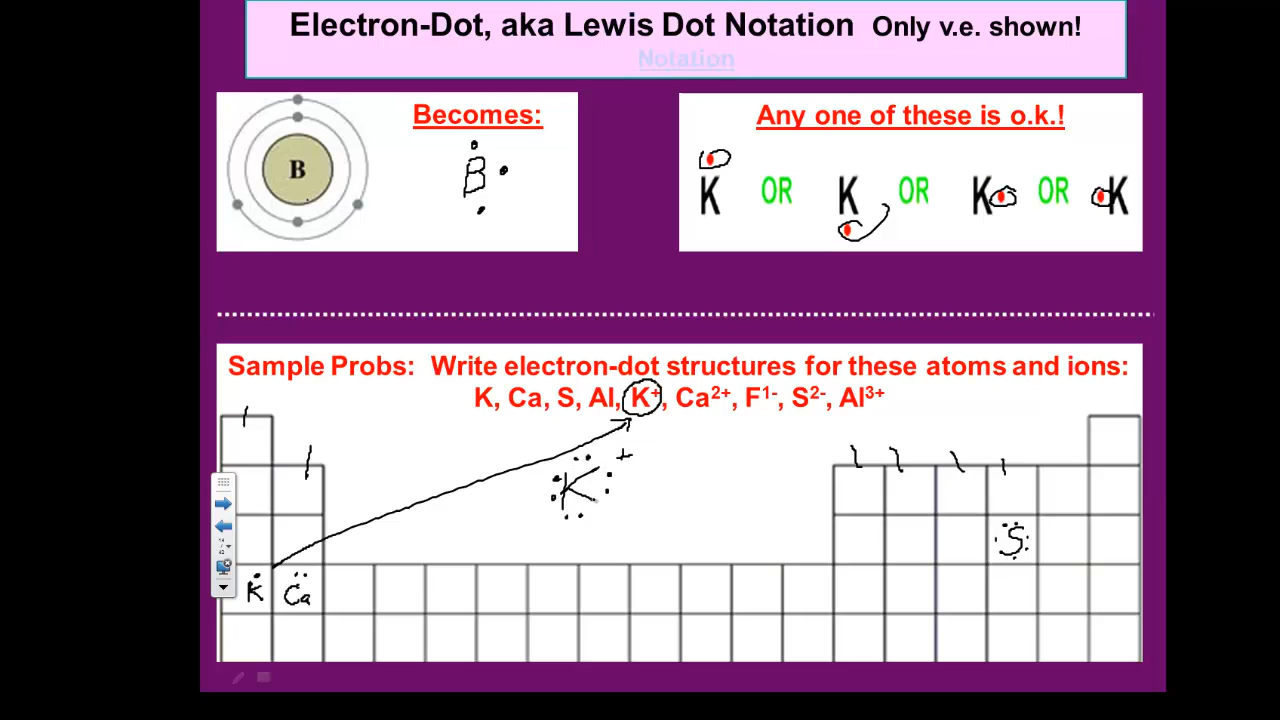 Electron-Dot, aka Lewis Dot Notation Only v.e. shown!
Notation
B
Becomes:
B
Any one of these is o.k.!
K OR K OR K OR K
Sample Probs: Write electron-dot structures for these atoms and ions:
K, Ca, S, Al, K⁺, Ca²⁺, F¹⁻, S²⁻, Al³⁺
K +
S
K Ca